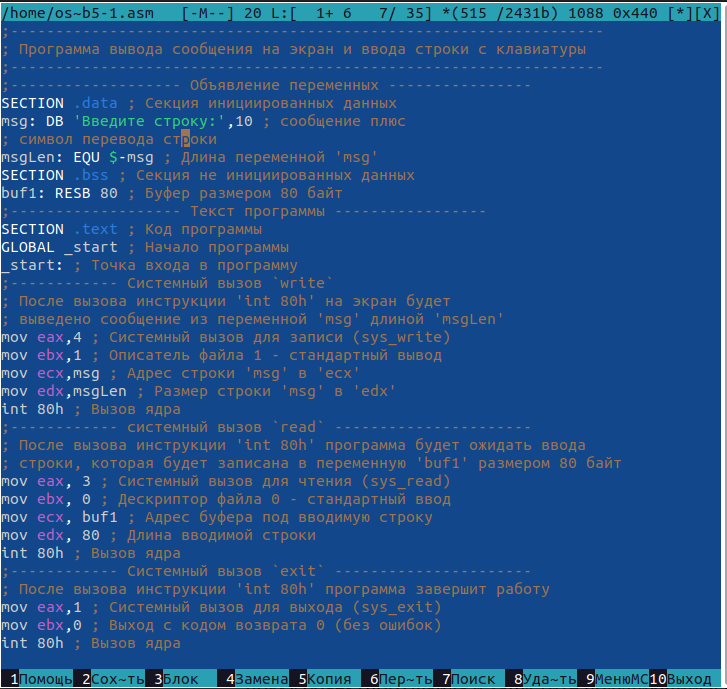 /home/os~b5-1.asm   [-M--] 20 L:[  1+ 6   7/ 35] *(515 /2431b) 1088 0x440 [*][X]
;------------------------------------------------------------------
; Программа вывода сообщения на экран и ввода строки с клавиатуры
;------------------------------------------------------------------
;------------------- Объявление переменных ----------------
SECTION .data ; Секция инициированных данных
msg: DB 'Введите строку:',10 ; сообщение плюс
; символ перевода строки
msgLen: EQU $-msg ; Длина переменной 'msg'
SECTION .bss ; Секция не инициированных данных
buf1: RESB 80 ; Буфер размером 80 байт
;------------------- Текст программы -----------------
SECTION .text ; Код программы
GLOBAL _start ; Начало программы
_start: ; Точка входа в программу
;------------ Системный вызов `write`
; После вызова инструкции 'int 80h' на экран будет
; выведено сообщение из переменной 'msg' длиной 'msgLen'
mov eax,4 ; Системный вызов для записи (sys_write)
mov ebx,1 ; Описатель файла 1 - стандартный вывод
mov ecx,msg ; Адрес строки 'msg' в 'ecx'
mov edx,msgLen ; Размер строки 'msg' в 'edx'
int 80h ; Вызов ядра
;------------ системный вызов `read` ----------------------
; После вызова инструкции 'int 80h' программа будет ожидать ввода
; строки, которая будет записана в переменную 'buf1' размером 80 байт
mov eax, 3 ; Системный вызов для чтения (sys_read)
mov ebx, 0 ; Дескриптор файла 0 - стандартный ввод
mov ecx, buf1 ; Адрес буфера под вводимую строку
mov edx, 80 ; Длина вводимой строки
int 80h ; Вызов ядра
;------------ Системный вызов `exit` ----------------------
; После вызова инструкции 'int 80h' программа завершит работу
mov eax,1 ; Системный вызов для выхода (sys_exit)
mov ebx,0 ; Выход с кодом возврата 0 (без ошибок)
int 80h ; Вызов ядра
1Помощь 2Сох~ть 3Блок 4Замена 5Копия 6Пер~ть 7Поиск 8Уда~ть 9МенюMC 10Выход